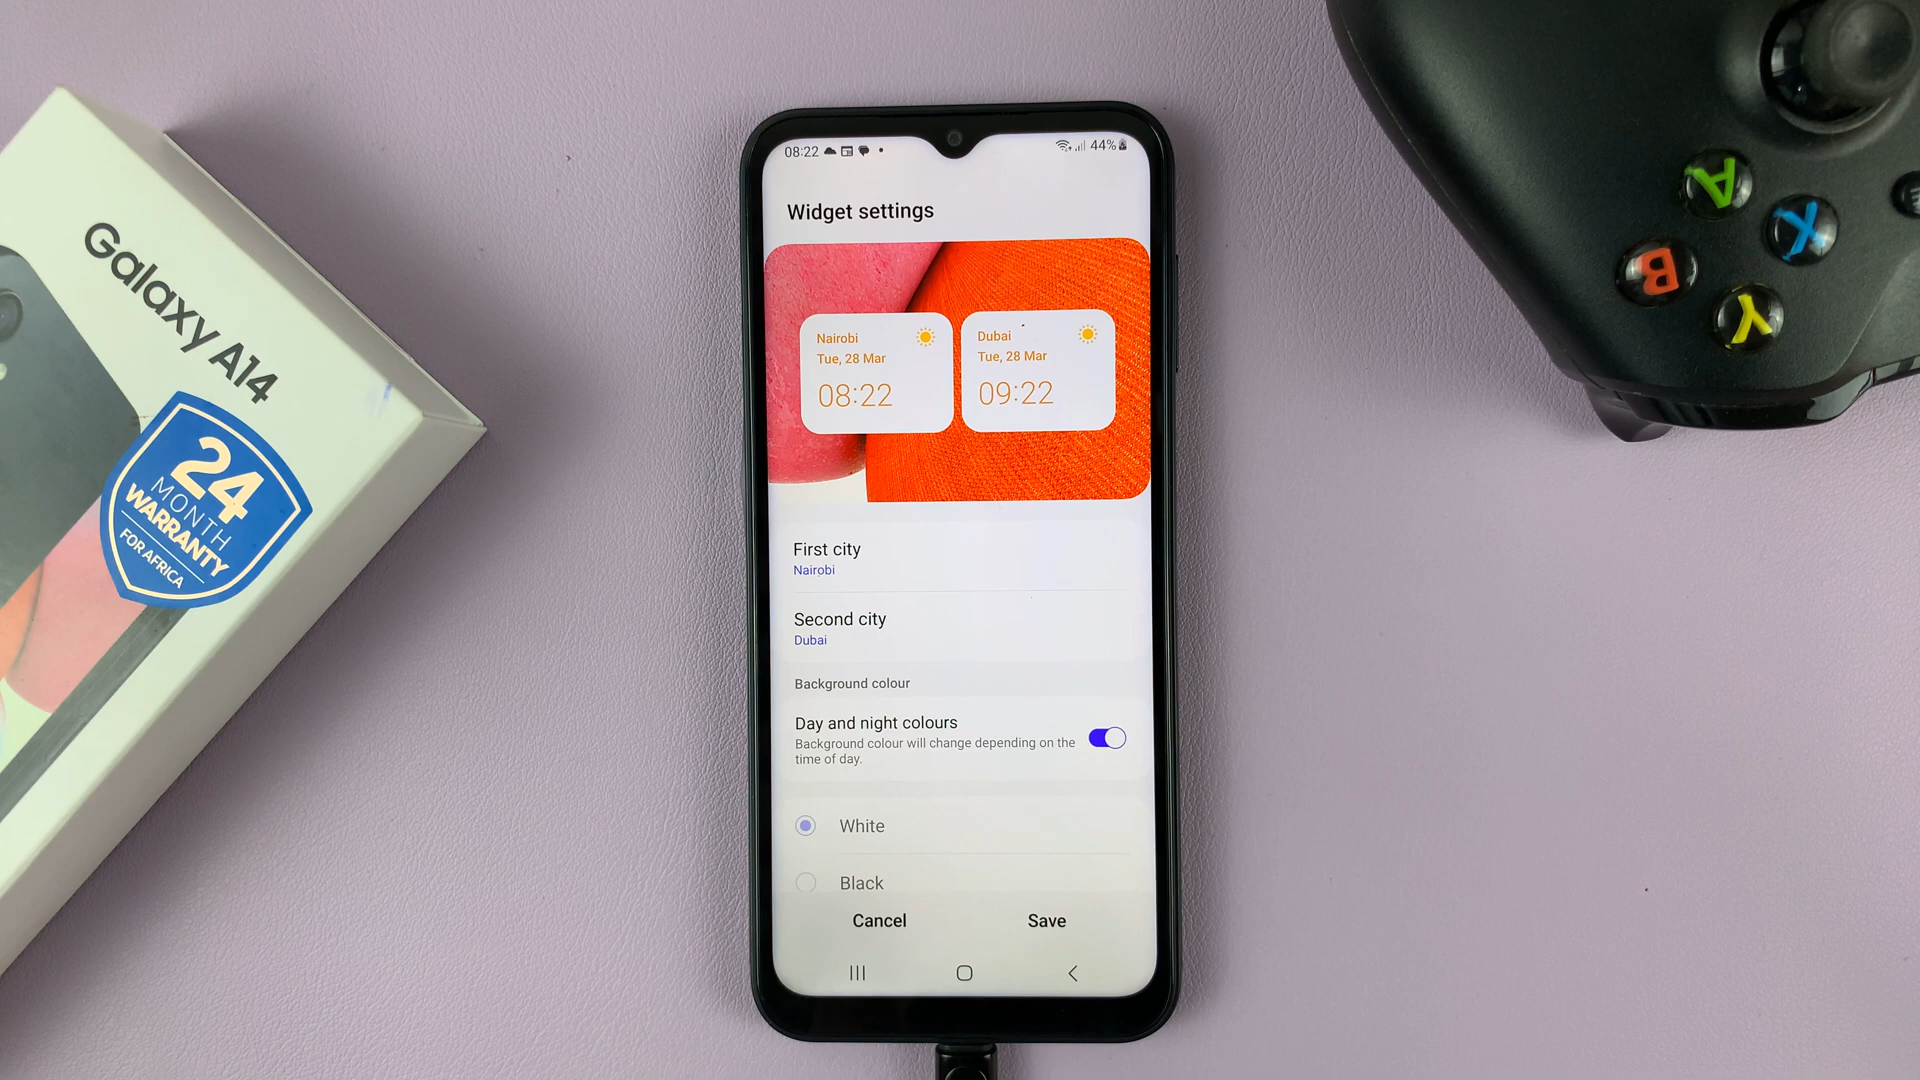 Galaxy A14
24
MONTH
WARRANTY
FOR AFRICA
08:22
44%
Widget settings
Nairobi
Tue, 28 Mar
08:22
Dubai
Tue, 28 Mar
09:22
First city
Nairobi
Second city
Dubai
Background colour
Day and night colours
Background colour will change depending on the
time of day.
White
Black
Cancel
Save
A
X
B
Y